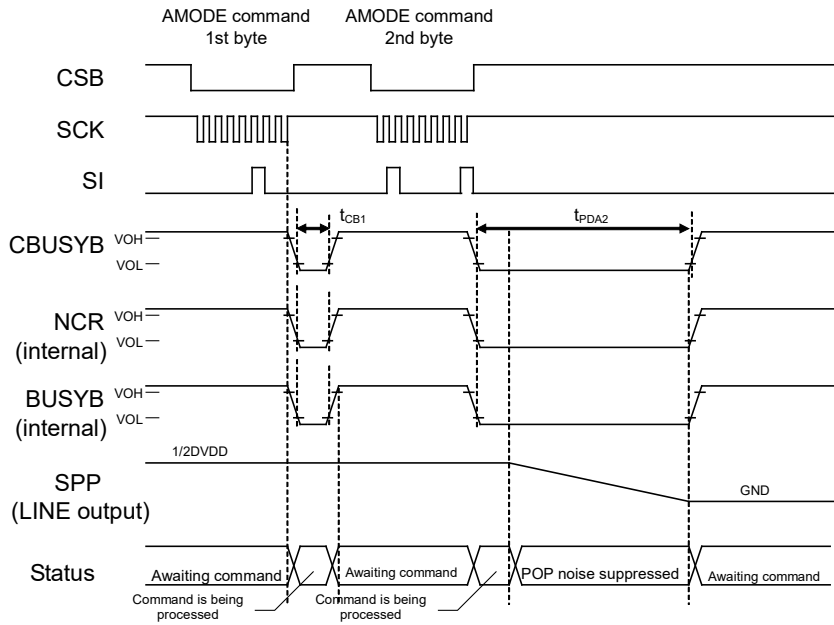 AMODE command
1st byte
AMODE command
2nd byte
CSB
SCK
SI
tCB1
tPDA2
CBUSYB
VOH
VOL
NCR
(internal)
VOH
VOL
BUSYB
(internal)
VOH
VOL
1/2DVDD
SPP
(LINE output)
GND
Status
Awaiting command
Awaiting command
POP noise suppressed
Awaiting command
Command is being
processed
Command is being
processed